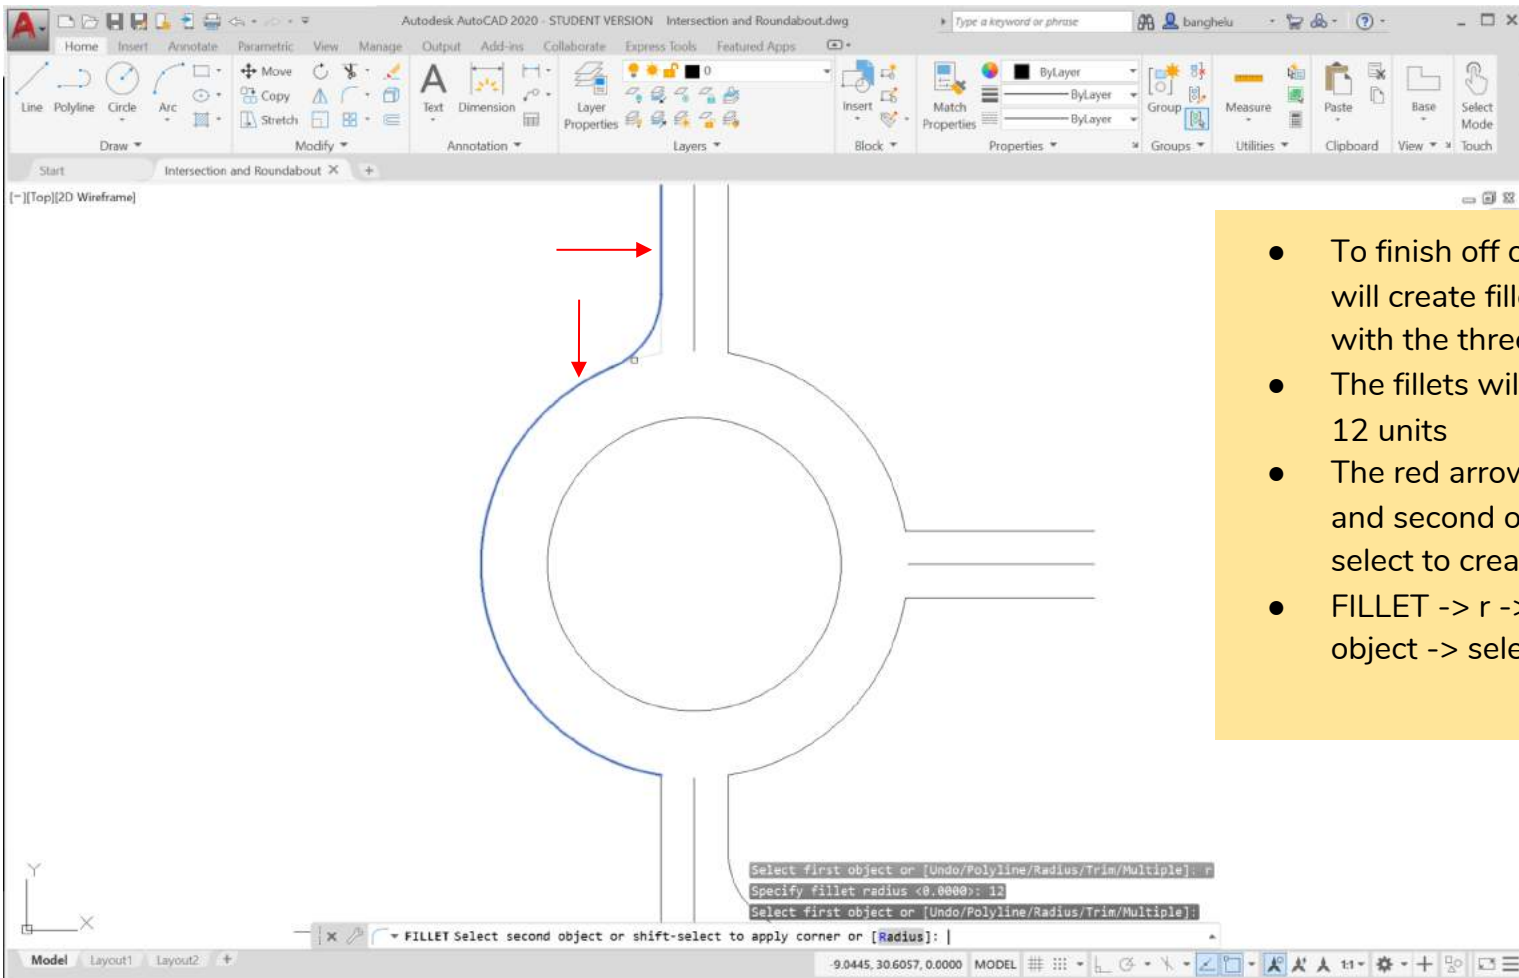 Autodesk AutoCAD 2020 - STUDENT VERSION Intersection and Roundabout.dwg
Type a keyword or phrase
banghelu
Home Insert Annotate Parametric View Manage Output Add-ins Collaborate Express Tools Featured Apps
Move
0
ByLayer
Copy
ByLayer
Line Polyline Circle Arc
Text Dimension
Layer
Properties
Insert
Match
Properties
Group
Measure
Paste
Base
Select
Mode
Stretch
ByLayer
Draw Modify Annotation Layers Block Properties Groups Utilities Clipboard View Touch
Start Intersection and Roundabout
[-][Top][2D Wireframe]
● To finish off
will create
with the
● The fillets
12 units
● The red
and second
select to
● FILLET -> r
object ->
Y
X
Select first object or [Undo/Polyline/Radius/Trim/Multiple]: r
Specify fillet radius <0.0000>: 12
Select first object or [Undo/Polyline/Radius/Trim/Multiple]:
FILLET Select second object or shift-select to apply corner or [Radius]:
Model Layout1 Layout2 +
-9.0445, 30.6057, 0.0000 MODEL 1:1